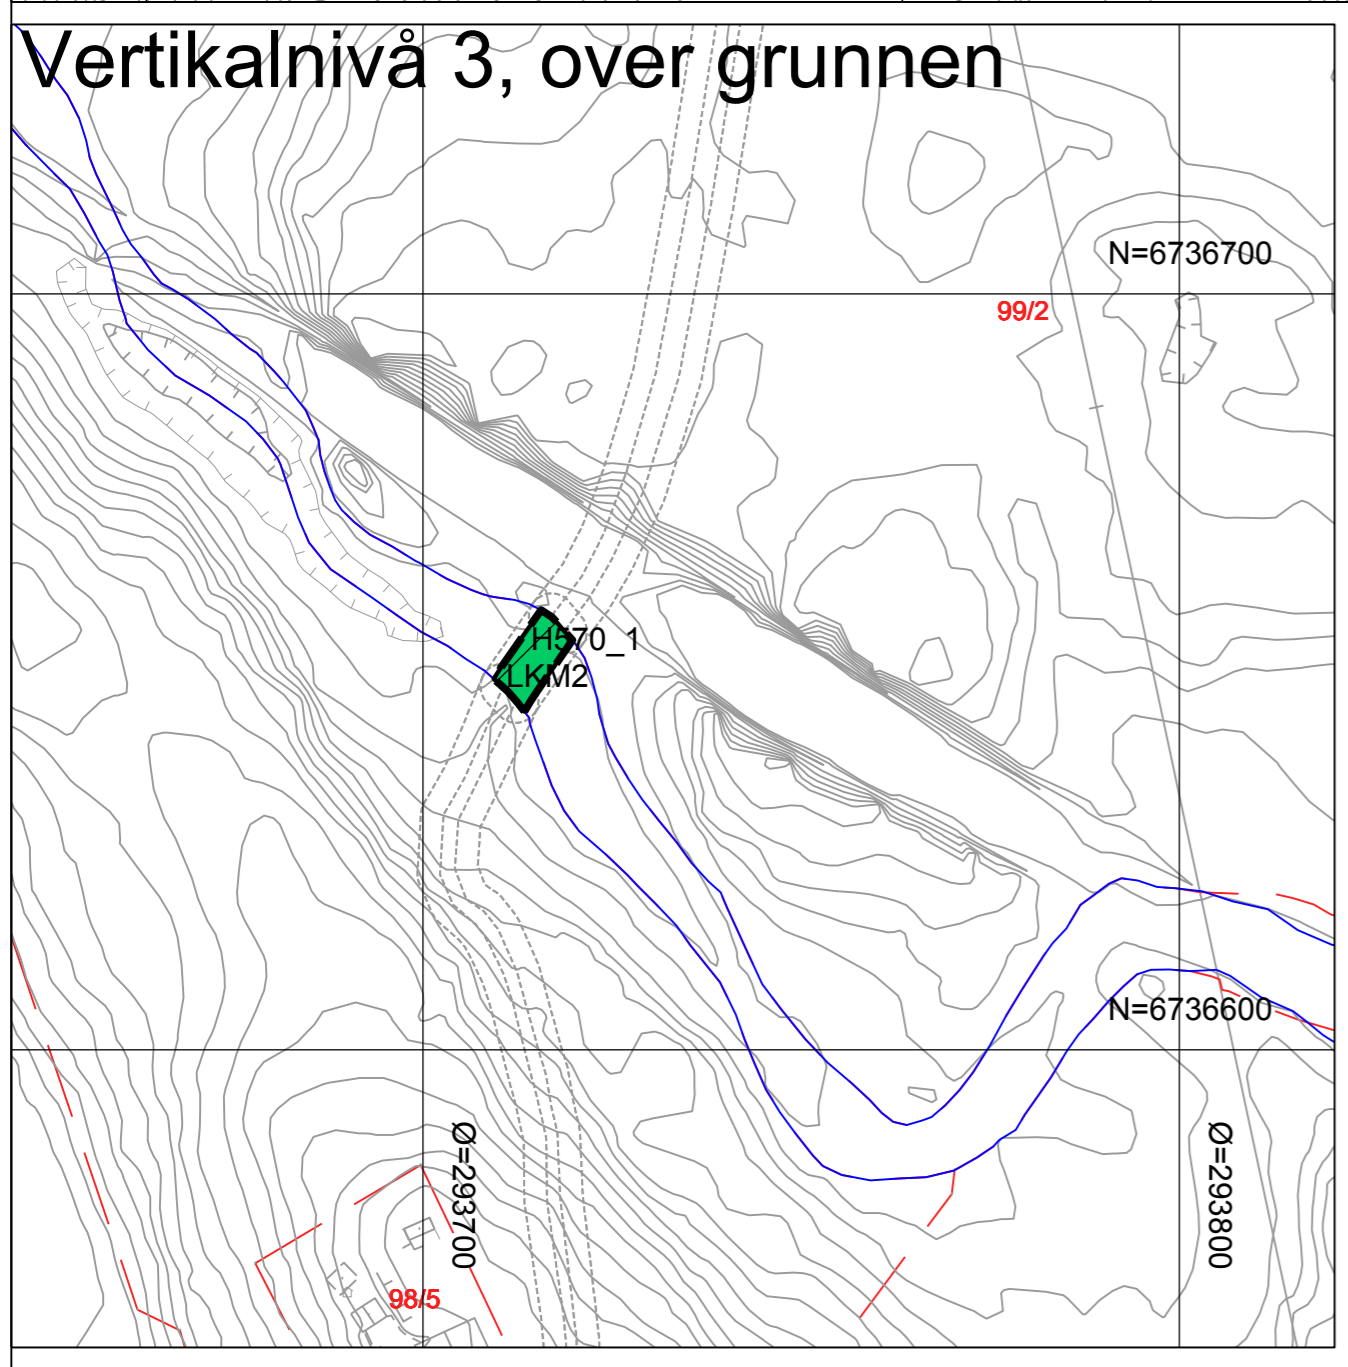 Vertikalnivå 3, over grunnen
N=6736700
99/2
H570_1
LKM2
N=6736600
Ø=293700
Ø=293800
98/5